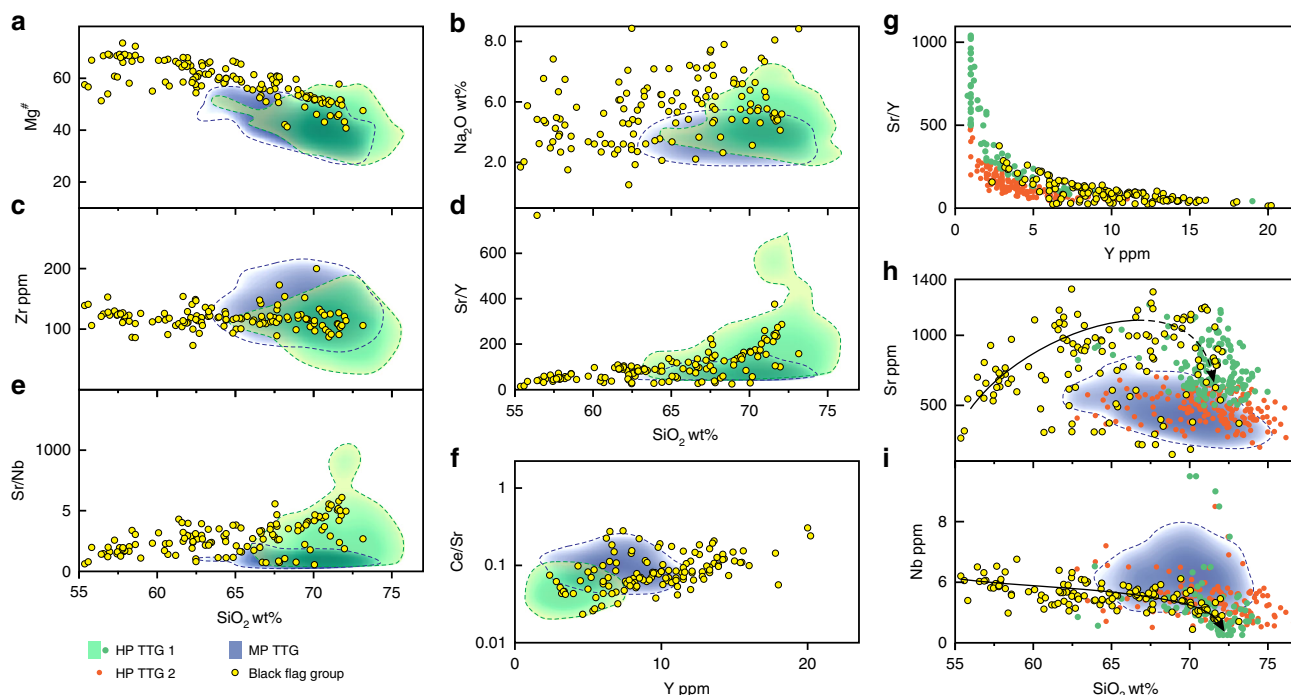 a
Mg#
60
40
20
b
Na2O wt%
8.0
6.0
4.0
2.0
g
Sr/Y
1000
500
0
0
5
10
15
20
Y ppm
c
Zr ppm
200
100
d
Sr/Y
600
400
200
0
55
60
65
70
75
SiO2 wt%
e
Sr/Nb
1000
5
0
55
60
65
70
75
SiO2 wt%
f
Ce/Sr
1
0.1
0.01
0
10
20
Y ppm
h
Sr ppm
1400
1000
500
i
Nb ppm
8
6
0
55
60
65
70
75
SiO2 wt%
HP TTG 1
MP TTG
HP TTG 2
Black flag group